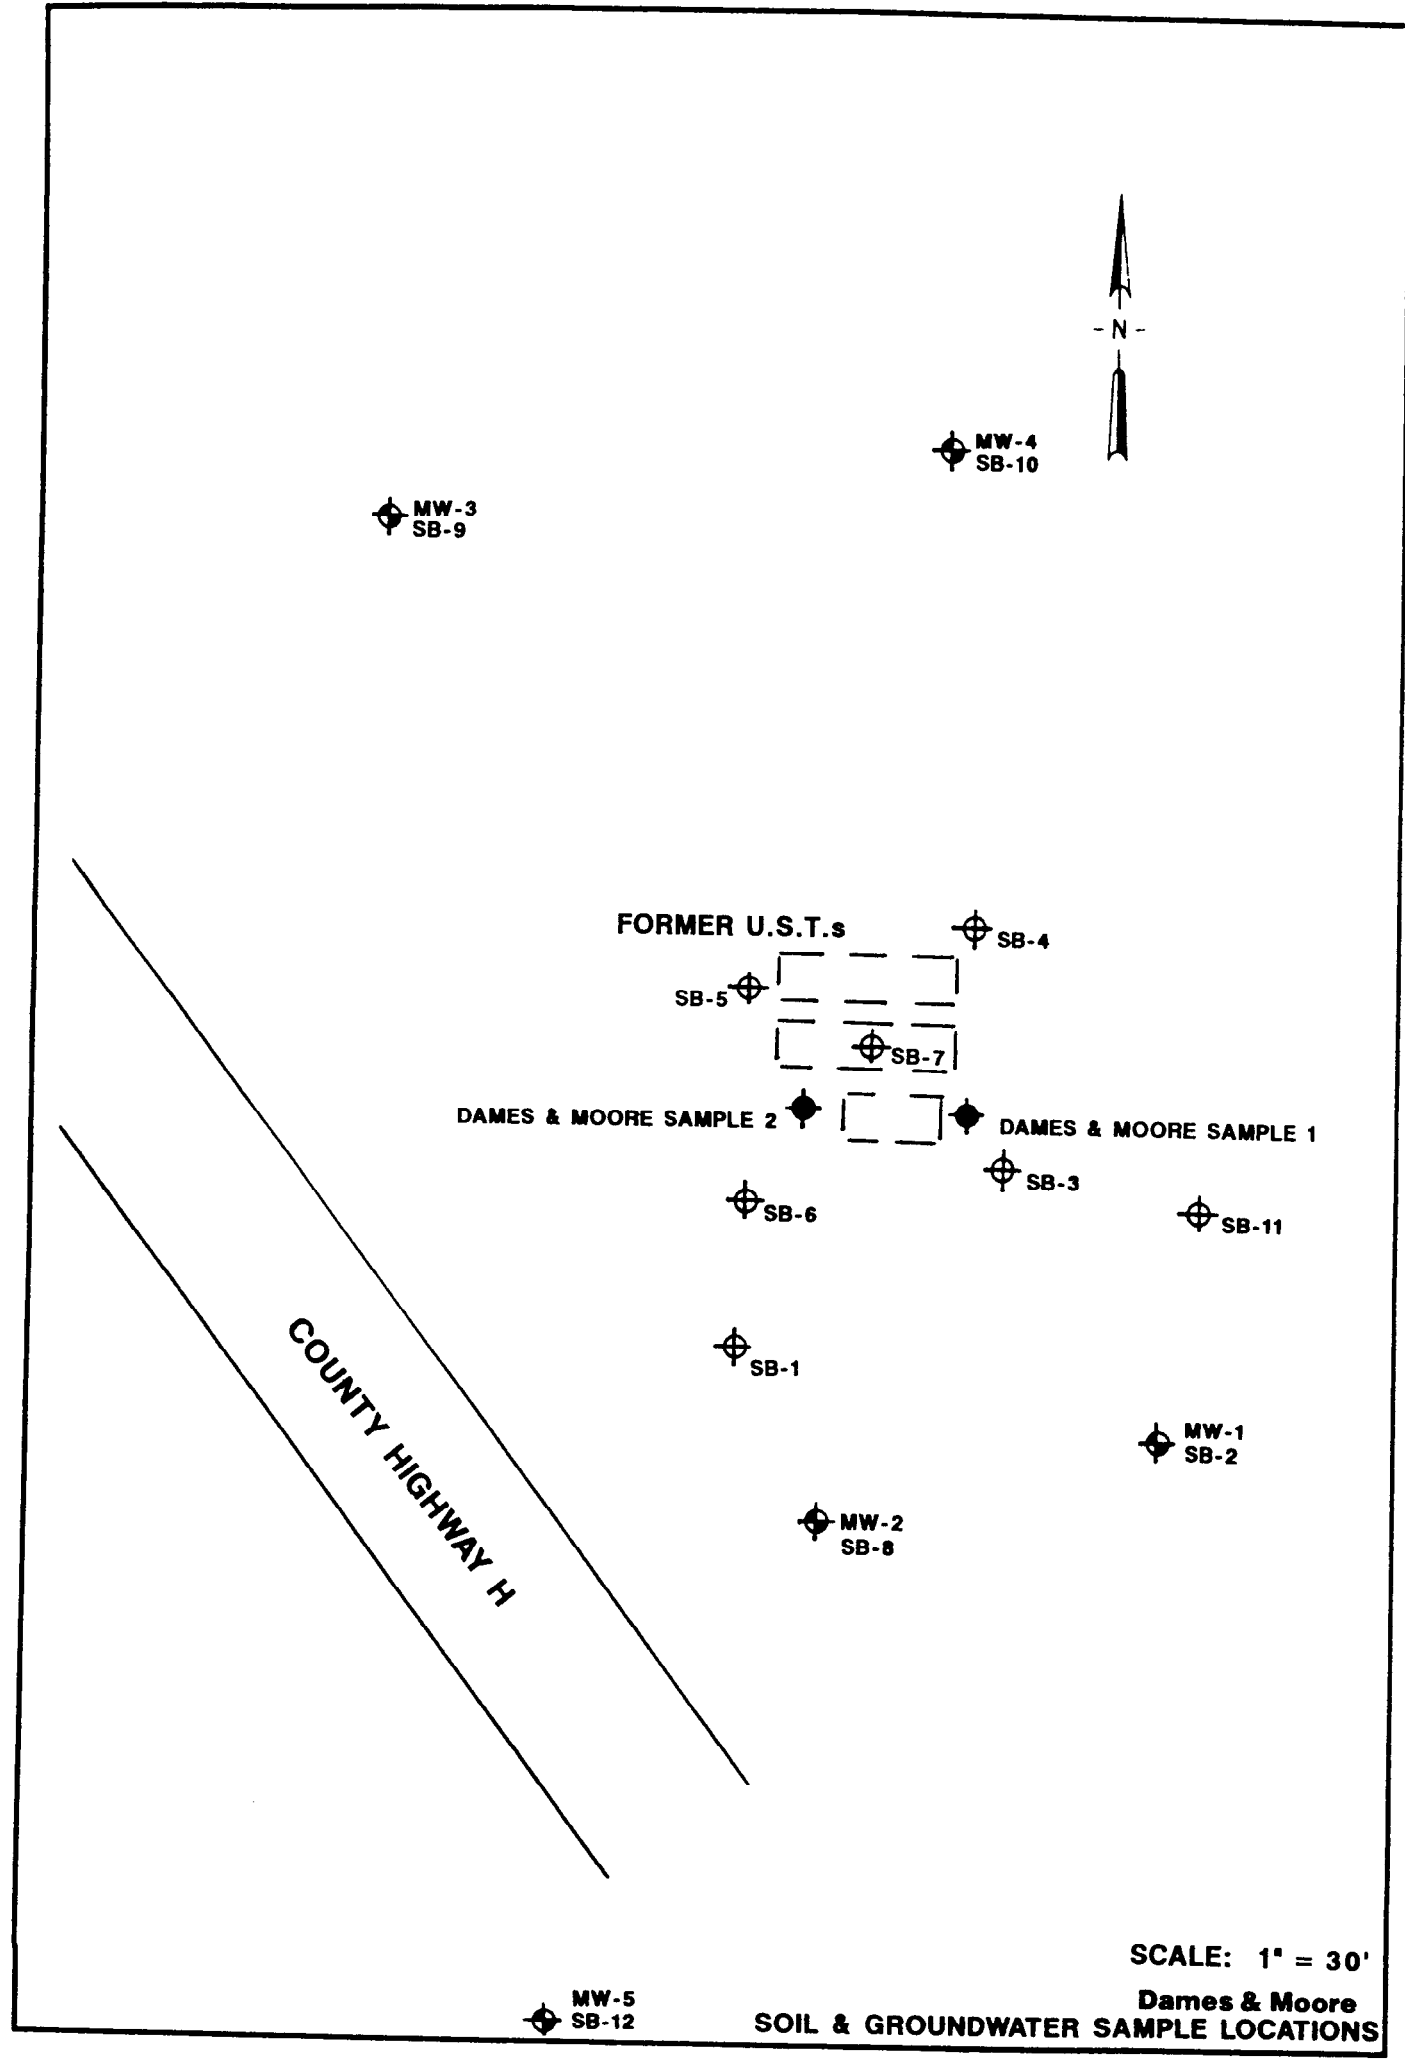 - N -
MW-4
SB-10
MW-3
SB-9
FORMER U.S.T.s
SB-4
SB-5
SB-7
DAMES & MOORE SAMPLE 2
DAMES & MOORE SAMPLE 1
SB-3
SB-6
SB-11
COUNTY HIGHWAY H
SB-1
MW-1
SB-2
MW-2
SB-8
SCALE: 1" = 30'
Dames & Moore
SOIL & GROUNDWATER SAMPLE LOCATIONS
MW-5
SB-12